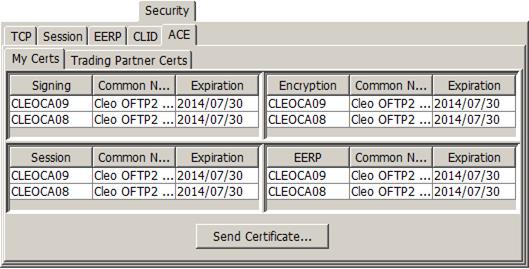 Security
TCP Session EERP CLID ACE
My Certs Trading Partner Certs
Signing Common N... Expiration Encryption Common N... Expiration
CLEOCA09 Cleo OFTP2 ... 2014/07/30 CLEOCA09 Cleo OFTP2 ... 2014/07/30
CLEOCA08 Cleo OFTP2 ... 2014/07/30 CLEOCA08 Cleo OFTP2 ... 2014/07/30
Session Common N... Expiration EERP Common N... Expiration
CLEOCA09 Cleo OFTP2 ... 2014/07/30 CLEOCA09 Cleo OFTP2 ... 2014/07/30
CLEOCA08 Cleo OFTP2 ... 2014/07/30 CLEOCA08 Cleo OFTP2 ... 2014/07/30
Send Certificate...